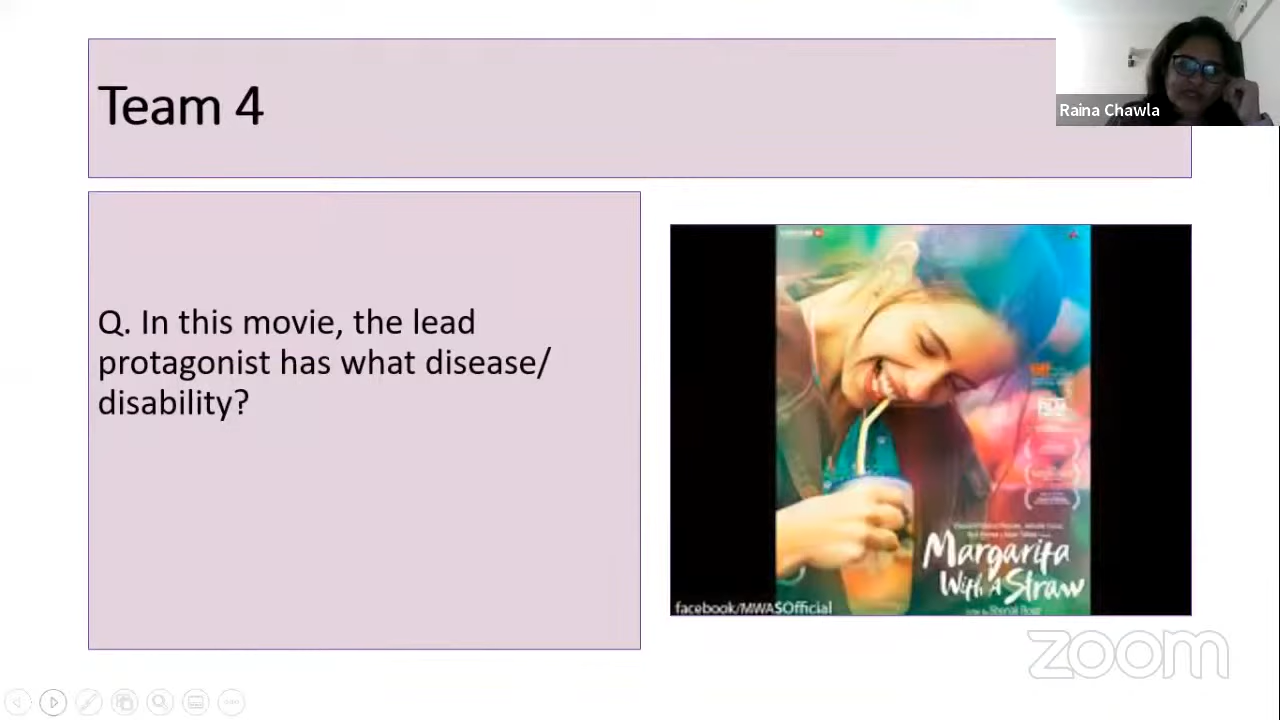 Team 4
Raina Chawla
Q. In this movie, the lead
protagonist has what disease/
disability?
Margarita
With A Straw
facebook/MWASOfficial
zoom